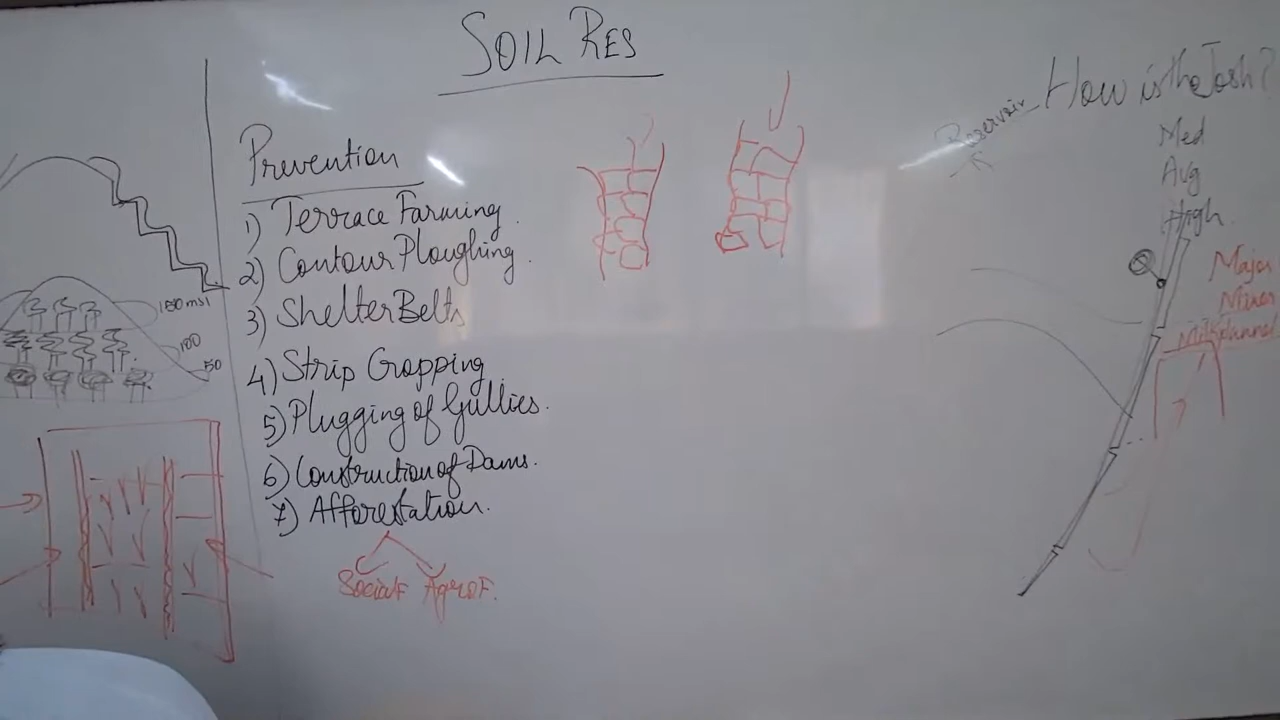 SOIL RES
Prevention
1) Terrace Farming.
2) Contour Ploughing.
3) Shelter Belts
4) Strip Cropping
5) Plugging of Gullies.
6) Construction of Dams.
7) Afforestation.
Social F Agro F.
100
50
Reservoir
How is the Josh?
Med
Avg
High.
Major
Minor